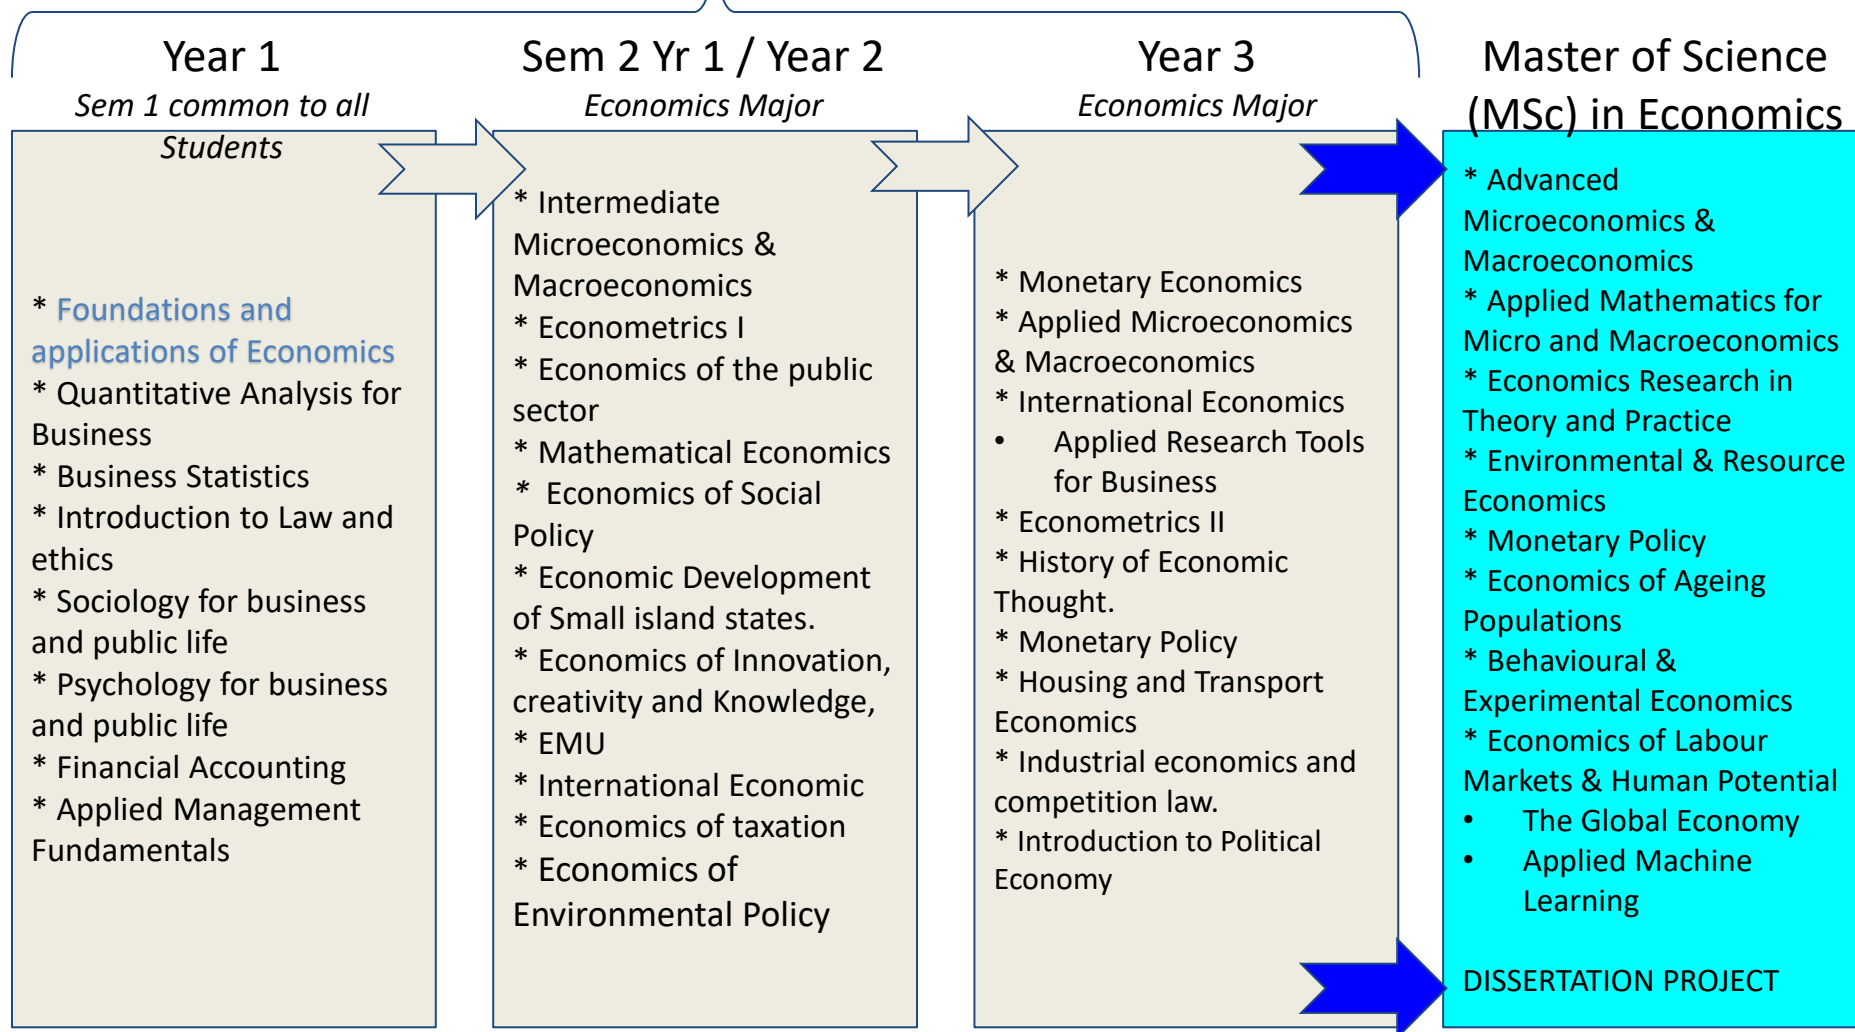 Year 1
Sem 1 common to all
Students
* Foundations and
applications of Economics
* Quantitative Analysis for
Business
* Business Statistics
* Introduction to Law and
ethics
* Sociology for business
and public life
* Psychology for business
and public life
* Financial Accounting
* Applied Management
Fundamentals
Sem 2 Yr 1 / Year 2
Economics Major
* Intermediate
Microeconomics &
Macroeconomics
* Econometrics I
* Economics of the public
sector
* Mathematical Economics
* Economics of Social
Policy
* Economic Development
of Small island states.
* Economics of Innovation,
creativity and Knowledge,
* EMU
* International Economic
* Economics of taxation
* Economics of
Environmental Policy
Year 3
Economics Major
* Monetary Economics
* Applied Microeconomics
& Macroeconomics
* International Economics
• Applied Research Tools
for Business
* Econometrics II
* History of Economic
Thought.
* Monetary Policy
* Housing and Transport
Economics
* Industrial economics and
competition law.
* Introduction to Political
Economy
Master of Science
(MSc) in Economics
* Advanced
Microeconomics &
Macroeconomics
* Applied Mathematics for
Micro and Macroeconomics
* Economics Research in
Theory and Practice
* Environmental & Resource
Economics
* Monetary Policy
* Economics of Ageing
Populations
* Behavioural &
Experimental Economics
* Economics of Labour
Markets & Human Potential
• The Global Economy
• Applied Machine
Learning
DISSERTATION PROJECT